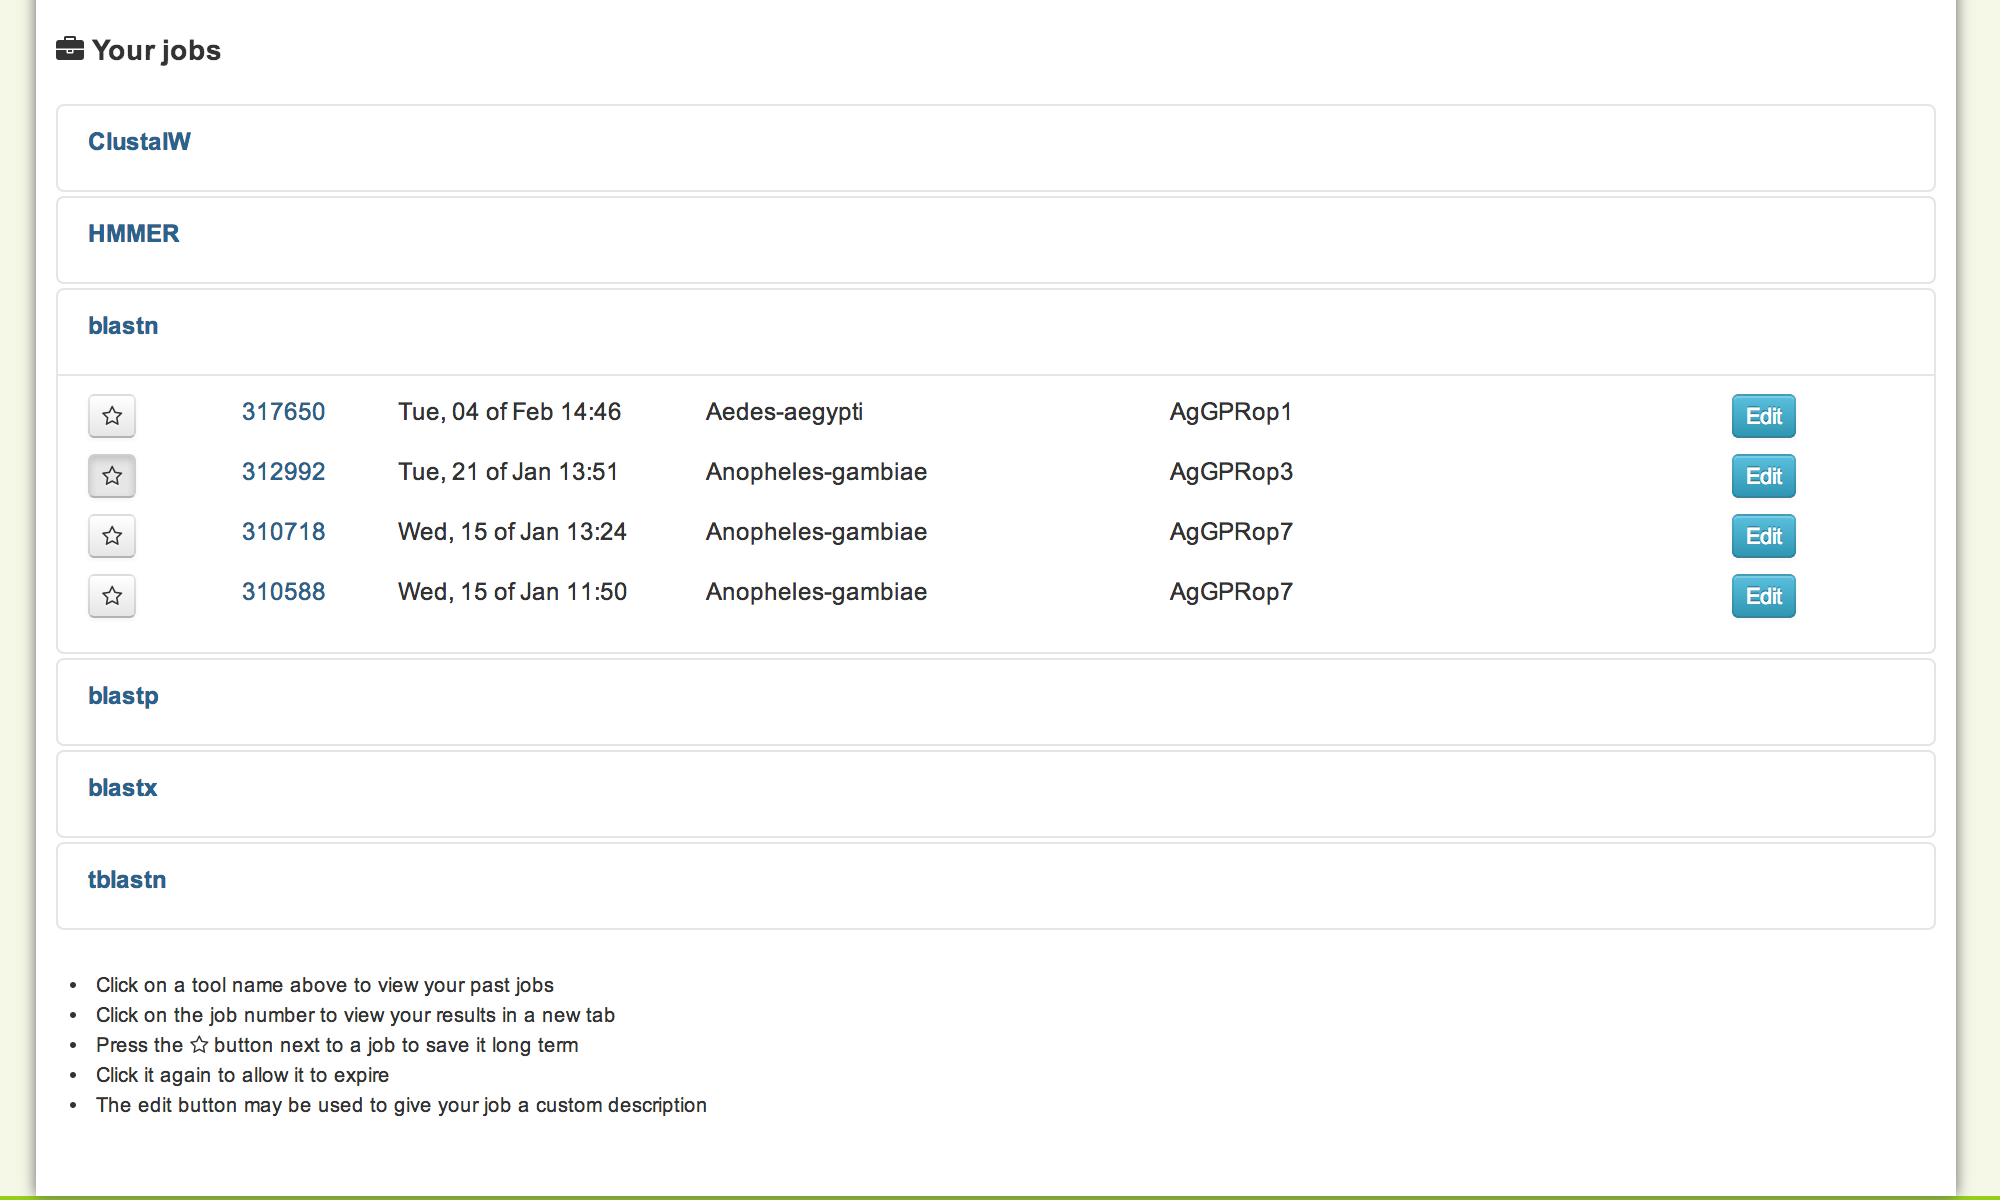 Your jobs
ClustalW
HMMER
blastn
317650 Tue, 04 of Feb 14:46 Aedes-aegypti AgGPRop1 Edit
312992 Tue, 21 of Jan 13:51 Anopheles-gambiae AgGPRop3 Edit
310718 Wed, 15 of Jan 13:24 Anopheles-gambiae AgGPRop7 Edit
310588 Wed, 15 of Jan 11:50 Anopheles-gambiae AgGPRop7 Edit
blastp
blastx
tblastn
• Click on a tool name above to view your past jobs
• Click on the job number to view your results in a new tab
• Press the ☆ button next to a job to save it long term
• Click it again to allow it to expire
• The edit button may be used to give your job a custom description